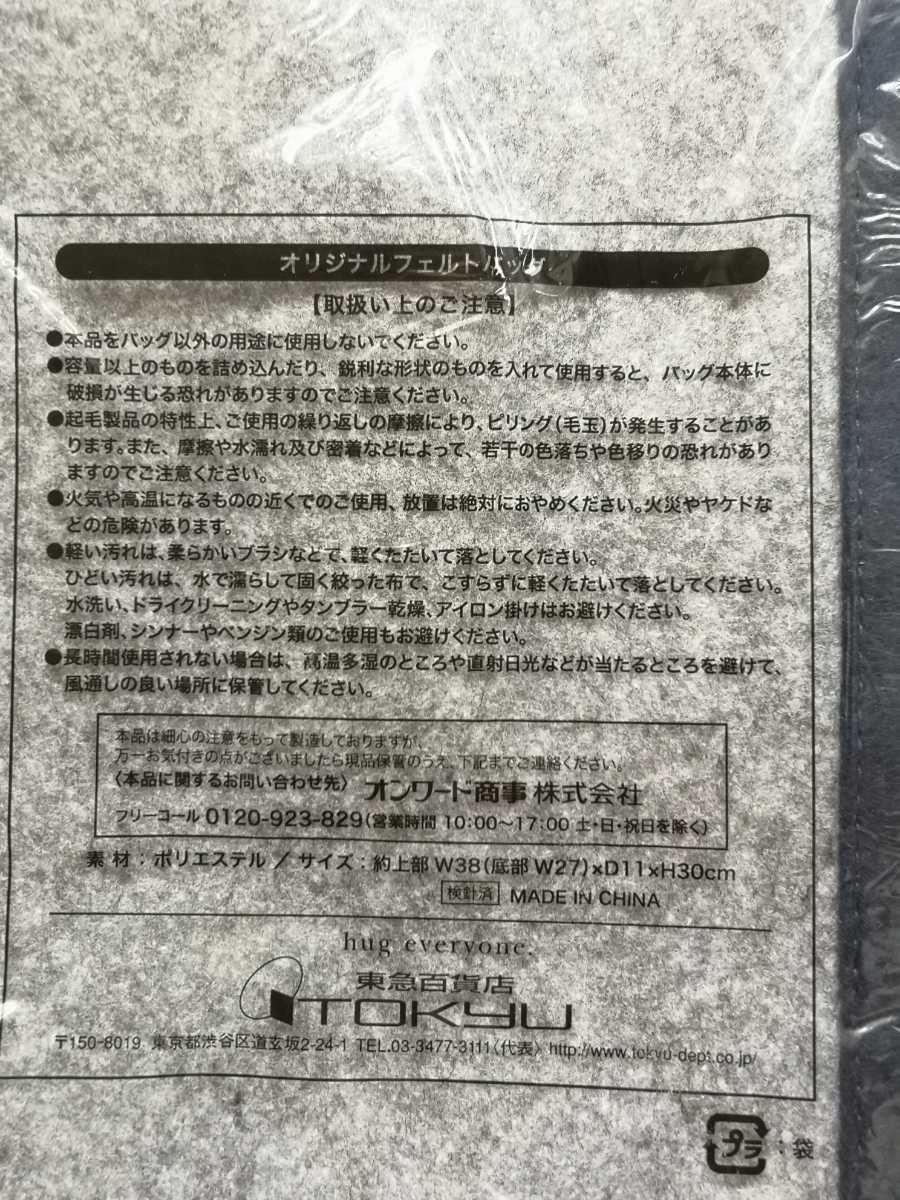 オリジナルフェルトバッグ
【取扱い上のご注意】
●本品をバッグ以外の用途に使用しないでください。
●容量以上のものを詰め込んだり、鋭利な形状のものを入れて使用すると、バッグ本体に
破損が生じる恐れがありますのでご注意ください。
●起毛製品の特性上、ご使用の繰り返しの摩擦により、ピリング(毛玉)が発生することがあ
ります。また、摩擦や水濡れ及び密着などによって、若干の色落ちや色移りの恐れがあり
ますのでご注意ください。
●火気や高温になるものの近くでのご使用、放置は絶対におやめください。火災やヤケドな
どの危険があります。
●軽い汚れは、柔らかいブラシなどで、軽くたたいて落としてください。
ひどい汚れは、水で濡らして固く絞った布で、こすらずに軽くたたいて落としてください。
水洗い、ドライクリーニングやタンブラー乾燥、アイロン掛けはお避けください。
漂白剤、シンナーやベンジン類のご使用もお避けください。
●長時間使用されない場合は、高温多湿のところや直射日光などが当たるところを避けて、
風通しの良い場所に保管してください。
本品は細心の注意をもって製造しておりますが、
万一お気付きの点がございましたら現品保管のうえ、下記までご連絡ください。
〈本品に関するお問い合わせ先〉 オンワード商事 株式会社
フリーコール 0120-923-829(営業時間 10:00〜17:00 土・日・祝日を除く)
素材:ポリエステル/サイズ:約上部 W38(底部 W27)×D11×H30cm
検針済 MADE IN CHINA
hug everyone.
東急百貨店
TOKYU
〒150-8019 東京都渋谷区道玄坂2-24-1 TEL.03-3477-3111〈代表〉 http://www.tokyu-dept.co.jp/
プラ:袋